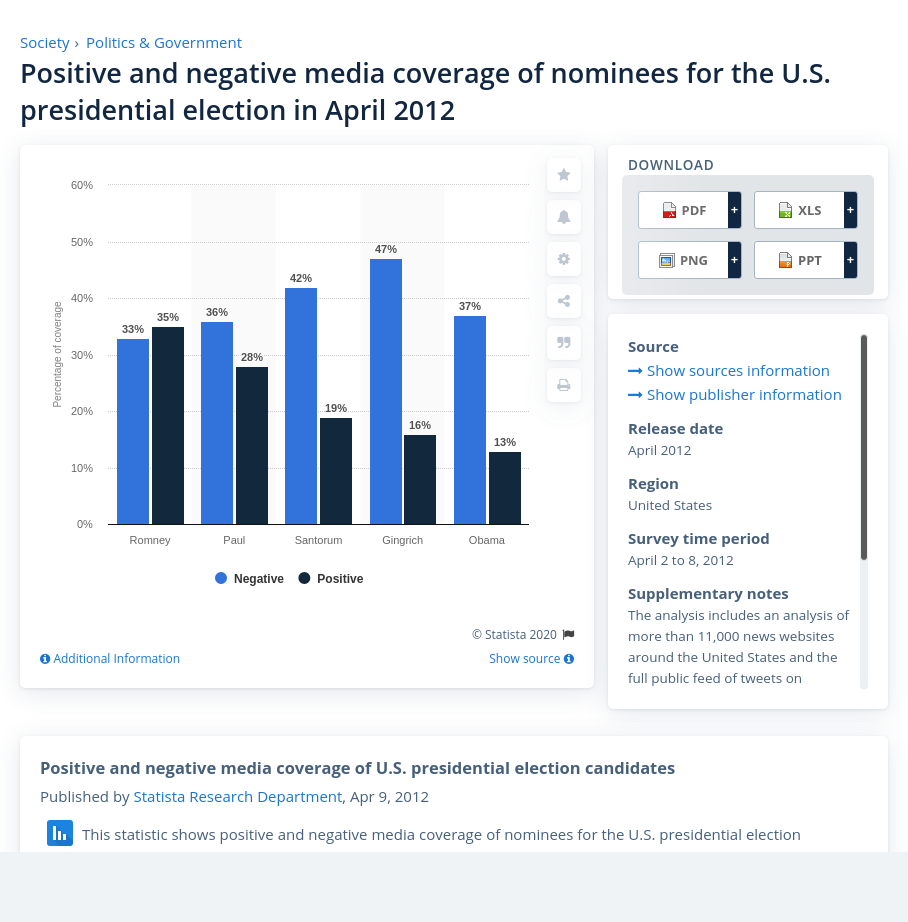 Society › Politics & Government
Positive and negative media coverage of nominees for the U.S.
presidential election in April 2012
60%
50%
40%
30%
20%
10%
0%
Percentage of coverage
33%
35%
36%
28%
42%
19%
47%
16%
37%
13%
Romney
Paul
Santorum
Gingrich
Obama
Negative
Positive
© Statista 2020
Additional Information
Show source
DOWNLOAD
PDF +
XLS +
PNG +
PPT +
Source
Show sources information
Show publisher information
Release date
April 2012
Region
United States
Survey time period
April 2 to 8, 2012
Supplementary notes
The analysis includes an analysis of
more than 11,000 news websites
around the United States and the
full public feed of tweets on
Positive and negative media coverage of U.S. presidential election candidates
Published by Statista Research Department, Apr 9, 2012
This statistic shows positive and negative media coverage of nominees for the U.S. presidential election